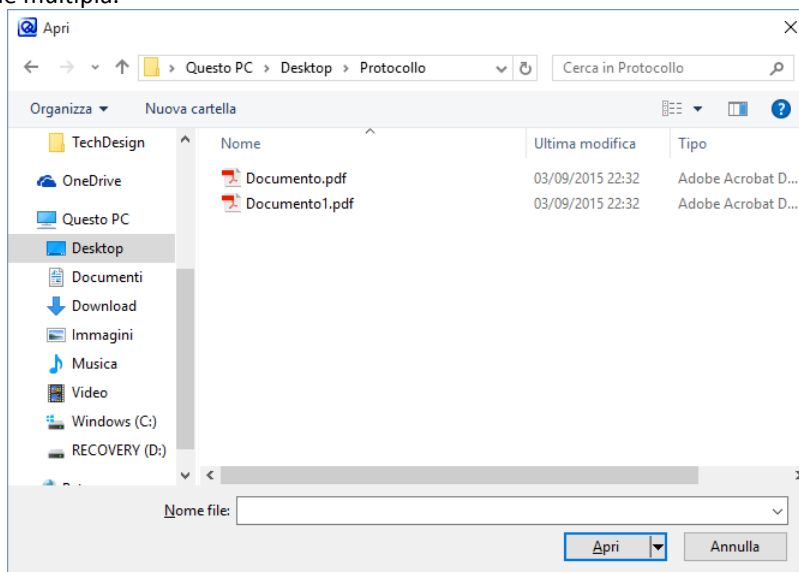 multipla.
Apri
Questo PC > Desktop > Protocollo
Cerca in Protocollo
Organizza
Nuova cartella
Nome
Ultima modifica
Tipo
TechDesign
OneDrive
Questo PC
Desktop
Documenti
Download
Immagini
Musica
Video
Windows (C:)
RECOVERY (D:)
Documento.pdf 03/09/2015 22:32 Adobe Acrobat D...
Documento1.pdf 03/09/2015 22:32 Adobe Acrobat D...
Nome file:
Apri
Annulla